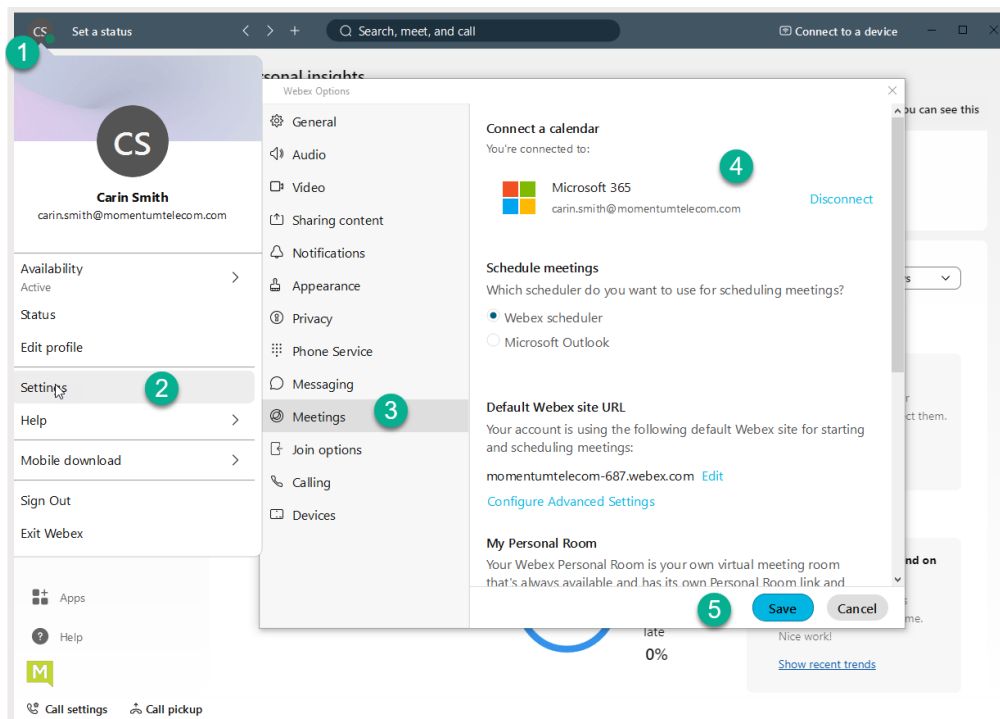 CS Set a status Search, meet, and call Connect to a device
1
sonal insights
CS
Carin Smith
carin.smith@momentumtelecom.com
Availability
Active
Status
Edit profile
Settings 2
Help
Mobile download
Sign Out
Exit Webex
Apps
Help
M
Call settings Call pickup
Webex Options
General
Audio
Video
Sharing content
Notifications
Appearance
Privacy
Phone Service
Messaging
Meetings 3
Join options
Calling
Devices
Connect a calendar
You're connected to:
4
Microsoft 365
carin.smith@momentumtelecom.com
Disconnect
Schedule meetings
Which scheduler do you want to use for scheduling meetings?
Webex scheduler
Microsoft Outlook
Default Webex site URL
Your account is using the following default Webex site for starting
and scheduling meetings:
momentumtelecom-687.webex.com Edit
Configure Advanced Settings
My Personal Room
Your Webex Personal Room is your own virtual meeting room
that's always available and has its own Personal Room link and
5 Save Cancel
you can see this
ct them.
nd on
me.
late
0%
Nice work!
Show recent trends